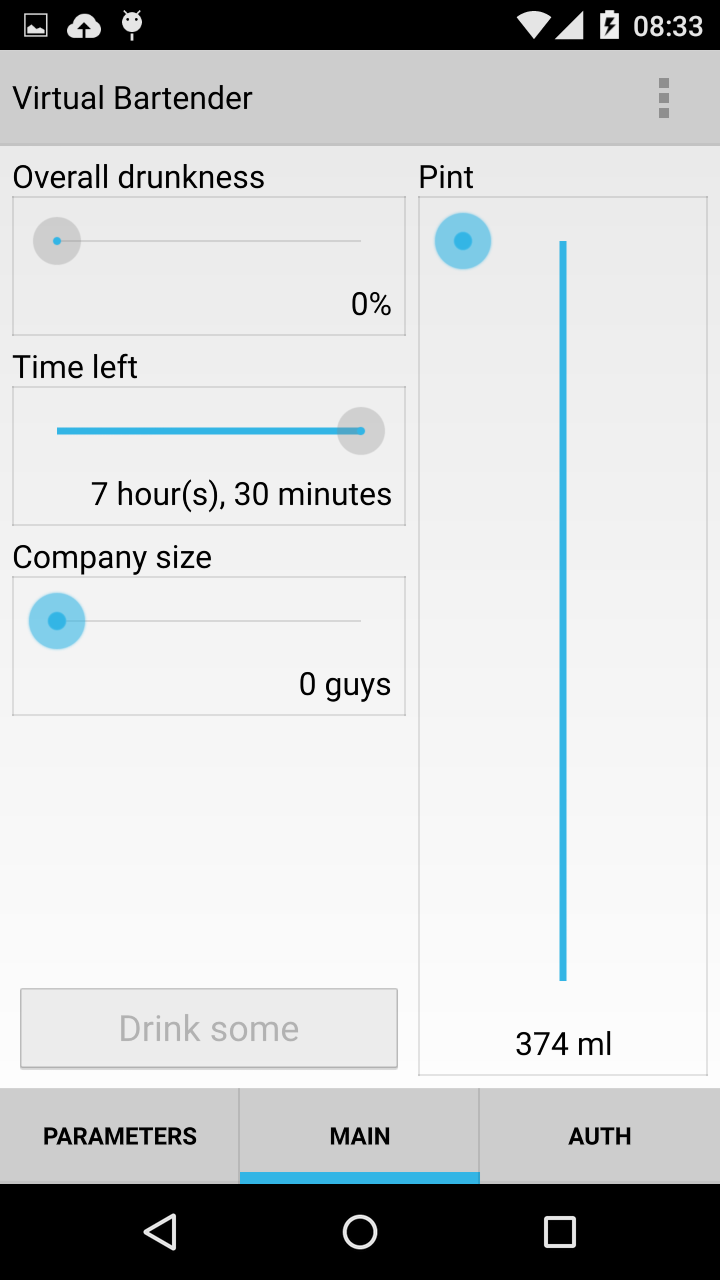 08:33
Virtual Bartender
Overall drunkness
0%
Time left
7 hour(s), 30 minutes
Company size
0 guys
Drink some
Pint
374 ml
PARAMETERS
MAIN
AUTH